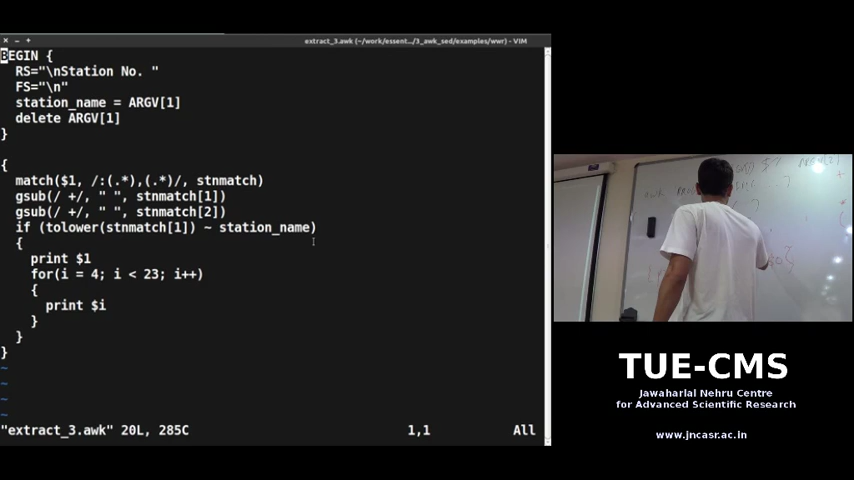 extract_3.awk (~/work/essent.../3_awk_sed/examples/wwr) - VIM
BEGIN {
RS="\nStation No. "
FS="\n"
station_name = ARGV[1]
delete ARGV[1]
}
{
match($1, /:(.*),(.*)/, stnmatch)
gsub(/ +/, " ", stnmatch[1])
gsub(/ +/, " ", stnmatch[2])
if (tolower(stnmatch[1]) ~ station_name)
{
print $1
for(i = 4; i < 23; i++)
{
print $i
}
}
}
~
~
~
~
"extract_3.awk" 20L, 285C 1,1 All
TUE-CMS
Jawaharlal Nehru Centre
for Advanced Scientific Research
www.jncasr.ac.in